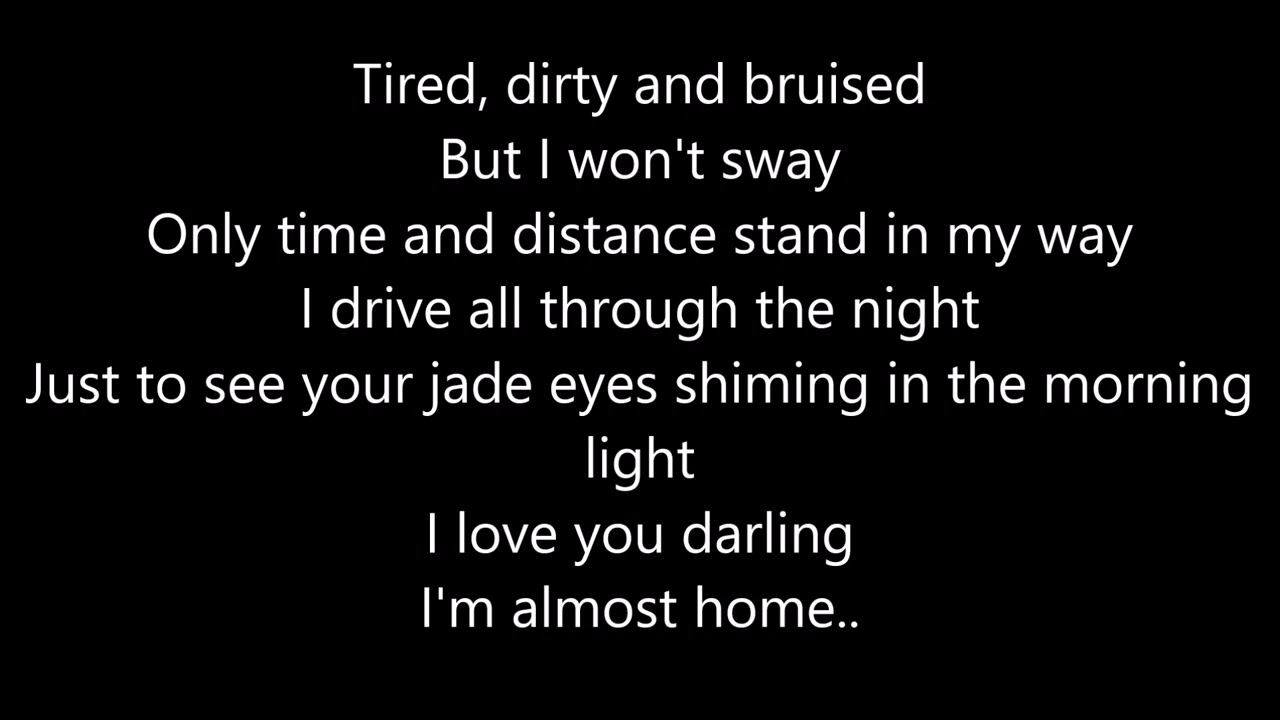 Tired, dirty and bruised
But I won't sway
Only time and distance stand in my way
I drive all through the night
Just to see your jade eyes shiming in the morning
light
I love you darling
I'm almost home..